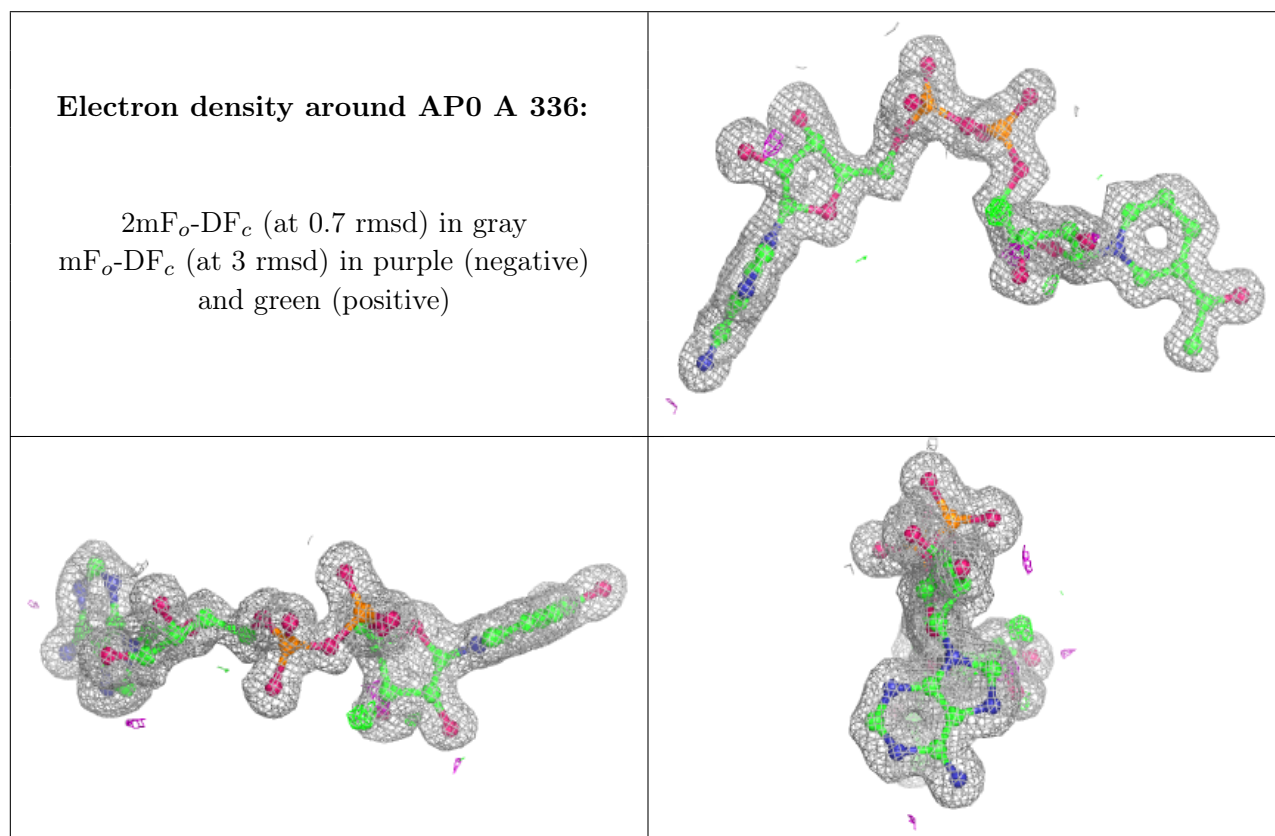 Electron density around AP0 A 336:
2mFo-DFc (at 0.7 rmsd) in gray
mFo-DFc (at 3 rmsd) in purple (negative)
and green (positive)